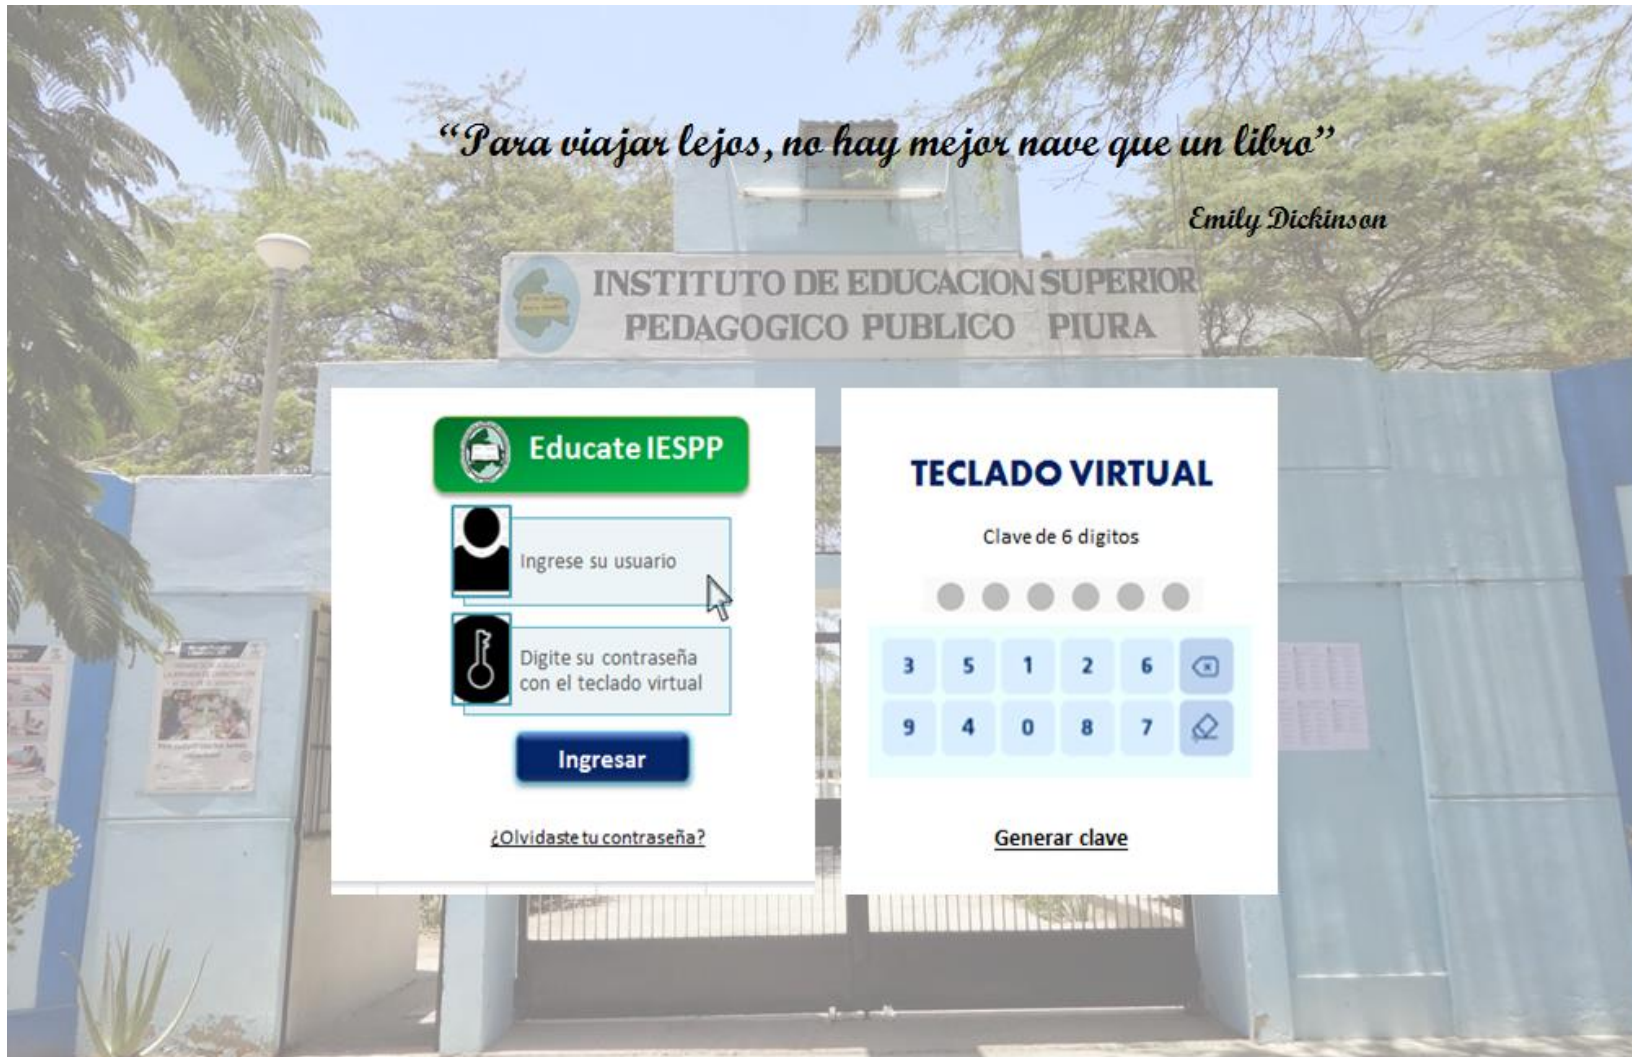 “Para viajar lejos, no hay mejor nave que un libro”
Emily Dickinson
INSTITUTO DE EDUCACION SUPERIOR
PEDAGOGICO PUBLICO PIURA
Educate IESPP
Ingrese su usuario
Digite su contraseña
con el teclado virtual
Ingresar
¿Olvidaste tu contraseña?
TECLADO VIRTUAL
Clave de 6 digitos
3 5 1 2 6
9 4 0 8 7
Generar clave